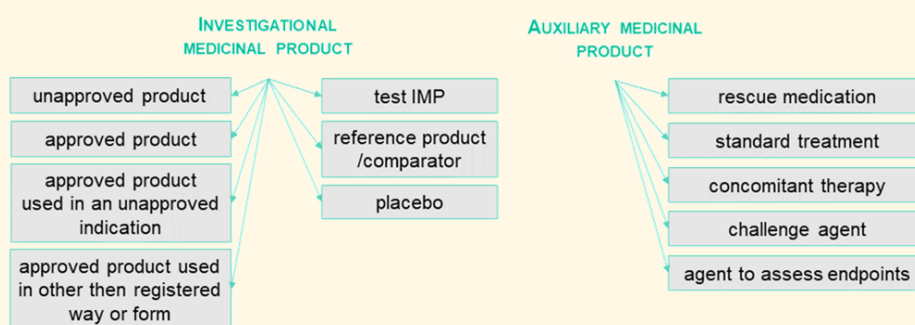 INVESTIGATIONAL
MEDICINAL PRODUCT
unapproved product
approved product
approved product
used in an unapproved
indication
approved product used
in other then registered
way or form
test IMP
reference product
/comparator
placebo
AUXILIARY MEDICINAL
PRODUCT
rescue medication
standard treatment
concomitant therapy
challenge agent
agent to assess endpoints